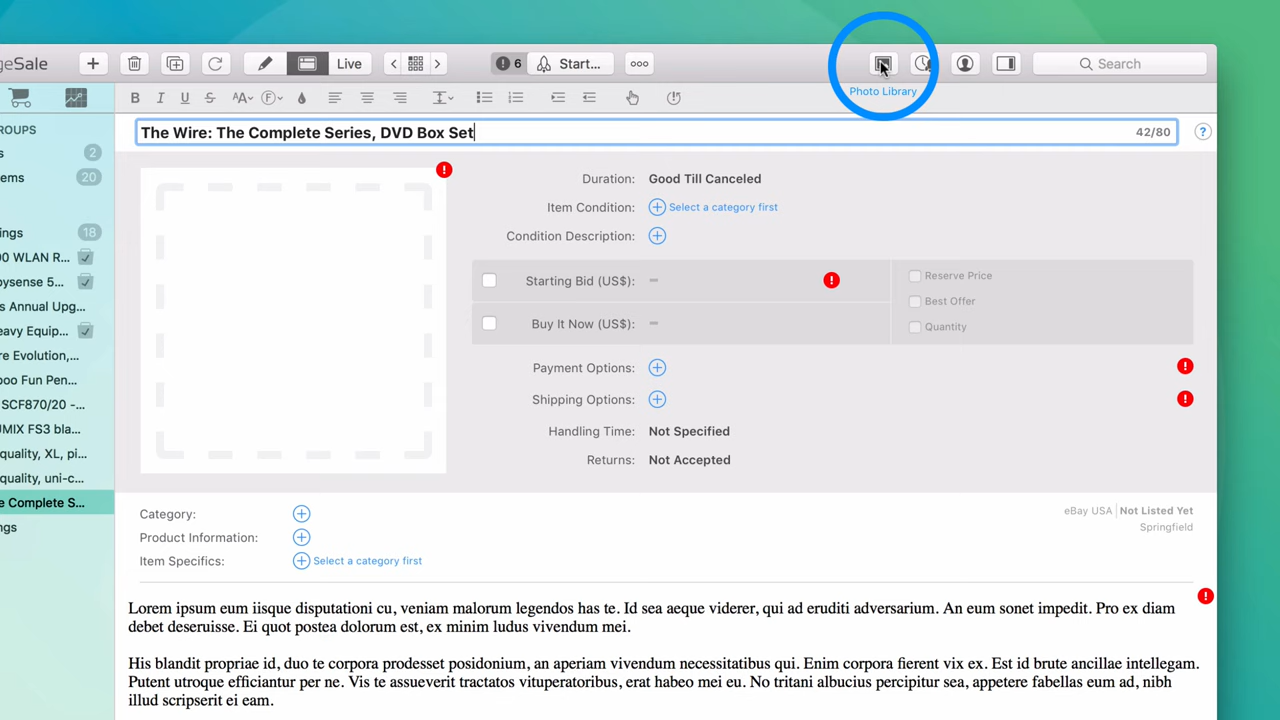 geSale Live 6 Start... Search
Photo Library
B I U S AA F
ROUPS
s 2
ems 20
ings 18
00 WLAN R...
bysense 5...
s Annual Upg...
eavy Equip...
re Evolution,...
boo Fun Pen...
SCF870/20 -...
UMIX FS3 bla...
equality, XL, pi...
equality, uni-c...
e Complete S...
ngs
The Wire: The Complete Series, DVD Box Set 42/80 ?
Duration: Good Till Canceled
Item Condition: Select a category first
Condition Description:
Starting Bid (US$): –
Buy It Now (US$): –
Reserve Price
Best Offer
Quantity
Payment Options:
Shipping Options:
Handling Time: Not Specified
Returns: Not Accepted
Category:
Product Information:
Item Specifics: Select a category first
eBay USA | Not Listed Yet
Springfield
Lorem ipsum eum iisque disputationi cu, veniam malorum legendos has te. Id sea aeque viderer, qui ad eruditi adversarium. An eum sonet impedit. Pro ex diam
debet deseruisse. Ei quot postea dolorum est, ex minim ludus vivendum mei.
His blandit propriae id, duo te corpora prodesset posidonium, an aperiam vivendum necessitatibus qui. Enim corpora fierent vix ex. Est id brute ancillae intellegam.
Putent utroque efficiantur per ne. Vis te assueverit tractatos vituperatoribus, erat habeo mei eu. No tritani albucius percipitur sea, appetere fabellas eum ad, nibh
illud scripserit ei eam.